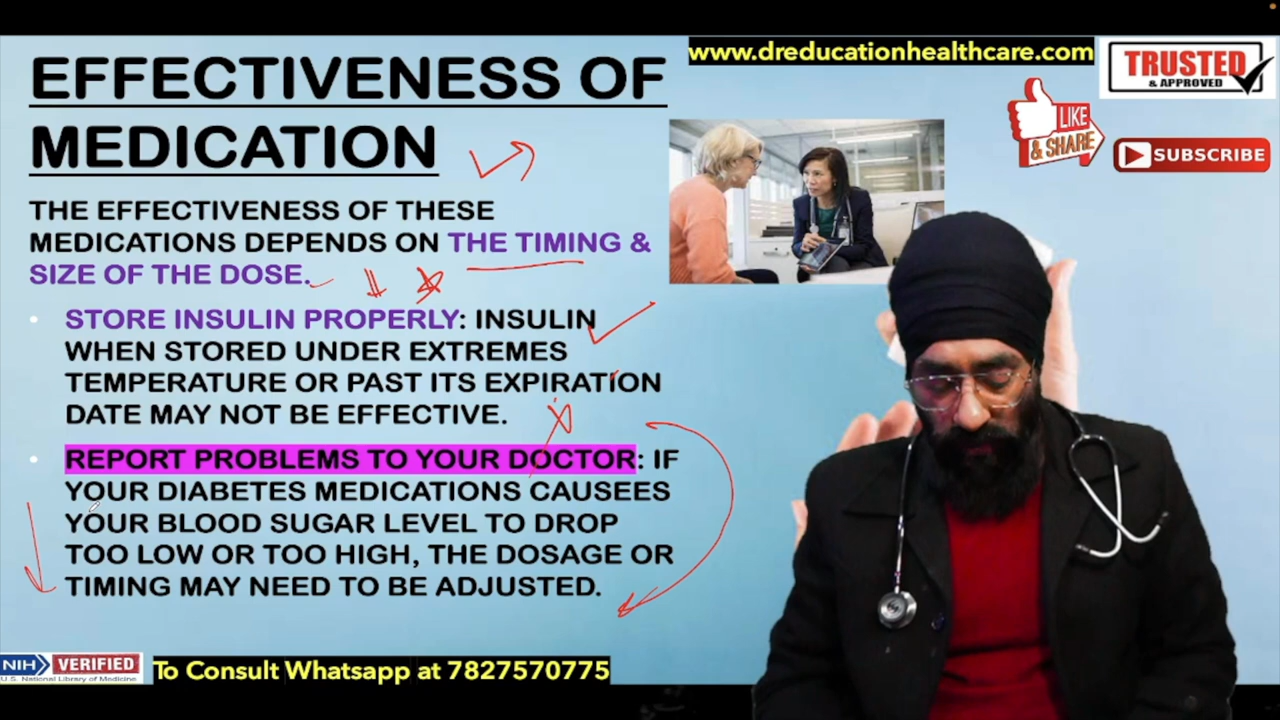 EFFECTIVENESS OF
MEDICATION
THE EFFECTIVENESS OF THESE
MEDICATIONS DEPENDS ON THE TIMING &
SIZE OF THE DOSE.
• STORE INSULIN PROPERLY: INSULIN
WHEN STORED UNDER EXTREMES
TEMPERATURE OR PAST ITS EXPIRATION
DATE MAY NOT BE EFFECTIVE.
• REPORT PROBLEMS TO YOUR DOCTOR: IF
YOUR DIABETES MEDICATIONS CAUSEES
YOUR BLOOD SUGAR LEVEL TO DROP
TOO LOW OR TOO HIGH, THE DOSAGE OR
TIMING MAY NEED TO BE ADJUSTED.
www.dreducationhealthcare.com
TRUSTED
& APPROVED
LIKE
& SHARE
SUBSCRIBE
NIH VERIFIED
U.S. National Library of Medicine
To Consult Whatsapp at 7827570775